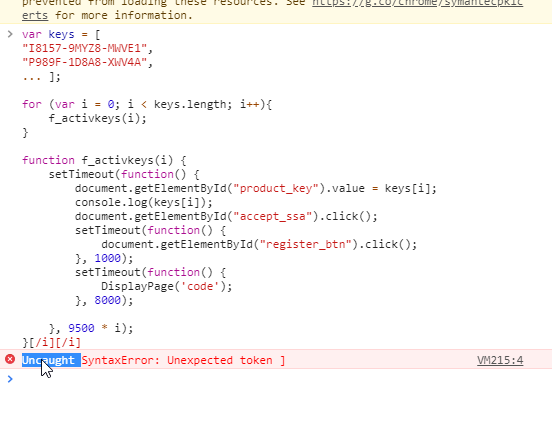 prevented from loading these resources. See https://g.co/chrome/symantecpkic
erts for more information.
> var keys = [
"I8157-9MYZ8-MWVE1",
"P989F-1D8A8-XWV4A",
... ];
for (var i = 0; i < keys.length; i++){
f_activkeys(i);
}
function f_activkeys(i) {
setTimeout(function() {
document.getElementById("product_key").value = keys[i];
console.log(keys[i]);
document.getElementById("accept_ssa").click();
setTimeout(function() {
document.getElementById("register_btn").click();
}, 1000);
setTimeout(function() {
DisplayPage('code');
}, 8000);
}, 9500 * i);
}[/i][/i]
Uncaught SyntaxError: Unexpected token ] VM215:4
>